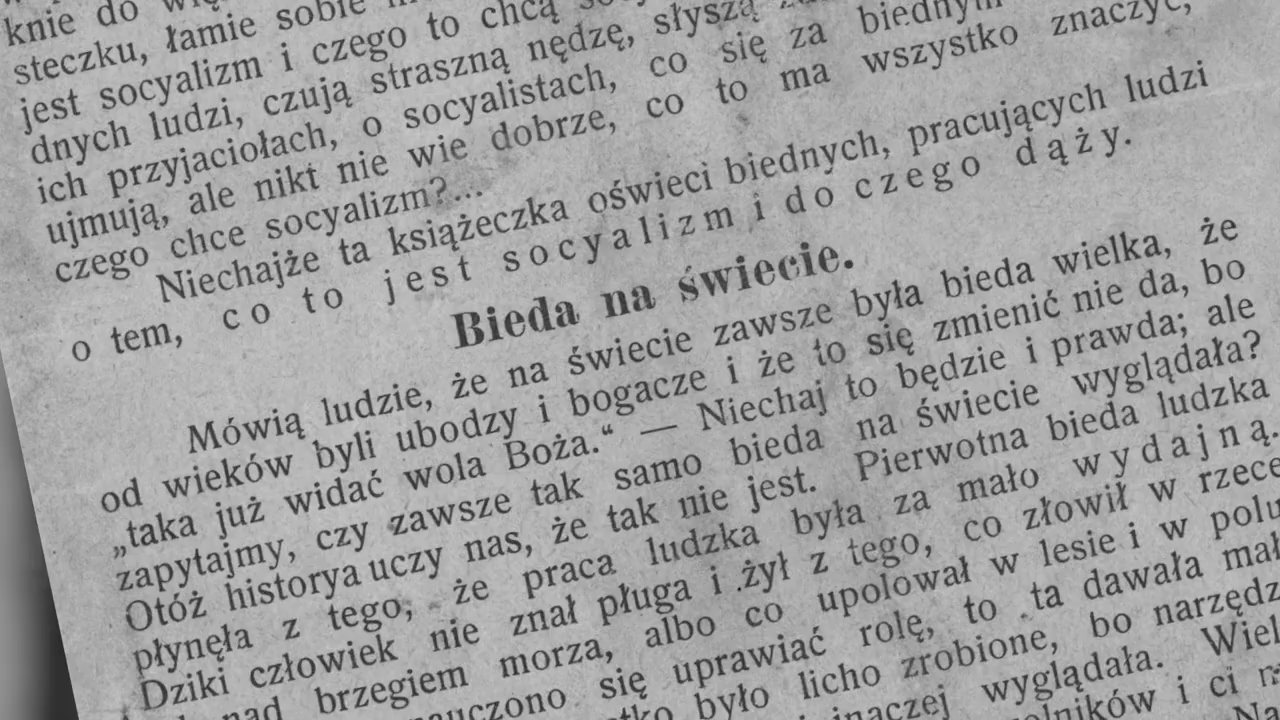 knie do
steczku, łamie sobie
jest socyalizm i czego to chcą
dnych ludzi, czują straszną nędzę, słyszą
ich przyjaciołach, o socyalistach, co się za biednym
ujmują, ale nikt nie wie dobrze, co to ma wszystko znaczyć,
czego chce socyalizm?...
Niechajże ta książeczka oświeci biednych, pracujących ludzi
o tem, co to jest socyalizm i do czego dąży.
Bieda na świecie.
Mówią ludzie, że na świecie zawsze była bieda wielka, że
od wieków byli ubodzy i bogacze i że to się zmienić nie da, bo
„taka już widać wola Boża.“ — Niechaj to będzie i prawda; ale
zapytajmy, czy zawsze tak samo bieda na świecie wyglądała?
Otóż historya uczy nas, że tak nie jest. Pierwotna bieda ludzka
płynęła z tego, że praca ludzka była za mało wydajną.
Dziki człowiek nie znał pługa i żył z tego, co złowił w rzece
nad brzegiem morza, albo co upolował w lesie i w polu
się uprawiać rolę, to ta dawała
było licho zrobione, bo
inaczej wyglądała.
i ci